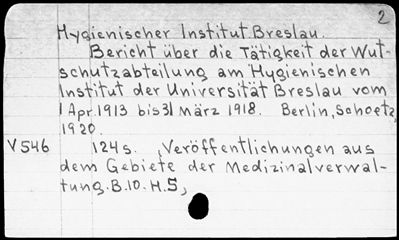 2
Hygienischer Institut Breslau.
Bericht über die Tätigkeit der Wut-
schutzabteilung am Hygienischen
Institut der Universität Breslau vom
1 Apr. 1913 bis 31 März 1918. Berlin, Schoetz,
1920.
V 546 124 s. (Veröffentlichungen aus
dem Gebiete der Medizinalverwal-
tung. B. 10. H. 5)